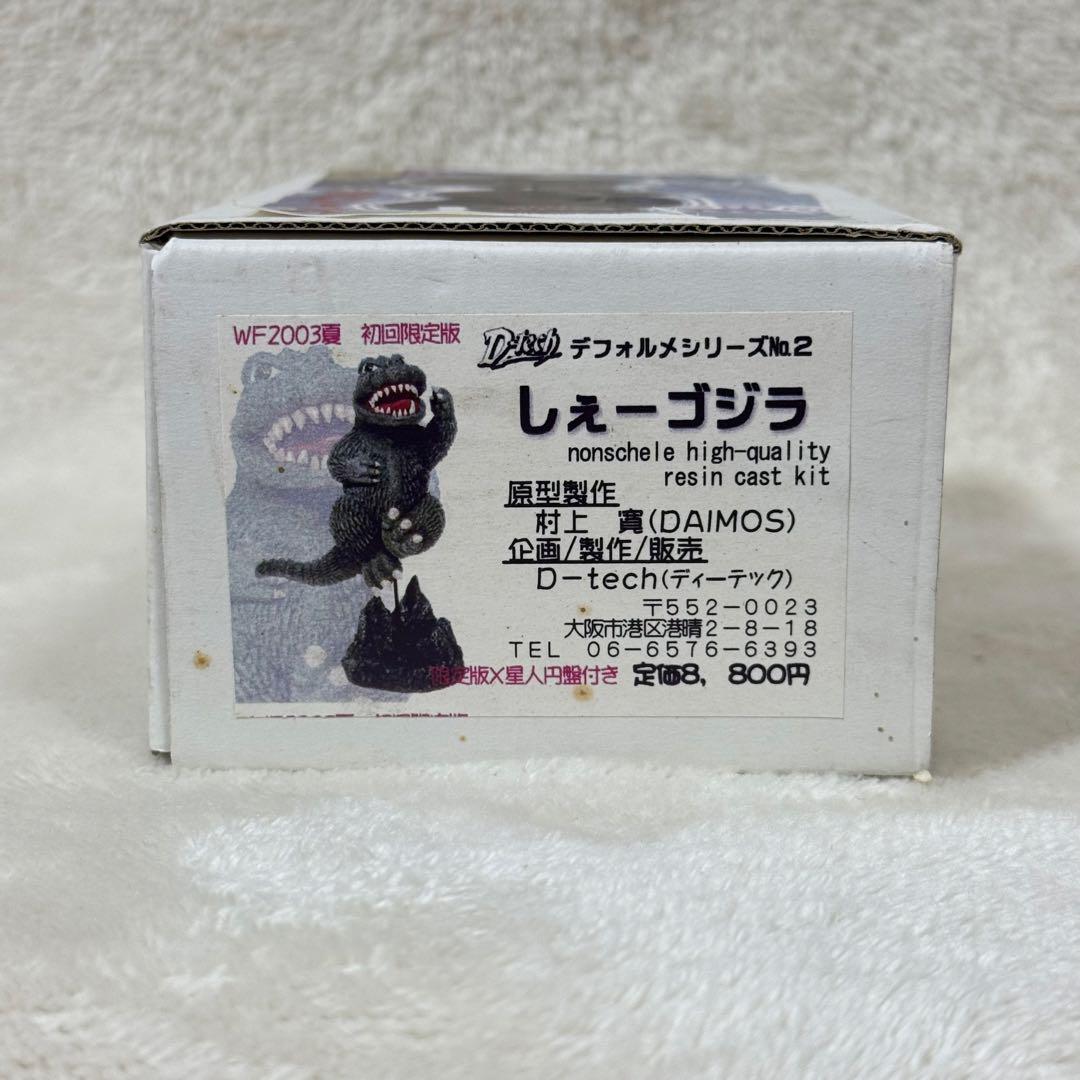 WF2003夏　初回限定版
D-tech デフォルメシリーズNo.2
しぇーゴジラ
nonschele high-quality
resin cast kit
原型製作
村上　寛(DAIMOS)
企画/製作/販売
D-tech(ディーテック)
〒552-0023
大阪市港区港晴2-8-18
TEL 06-6576-6393
限定版X星人円盤付き 定価8,800円